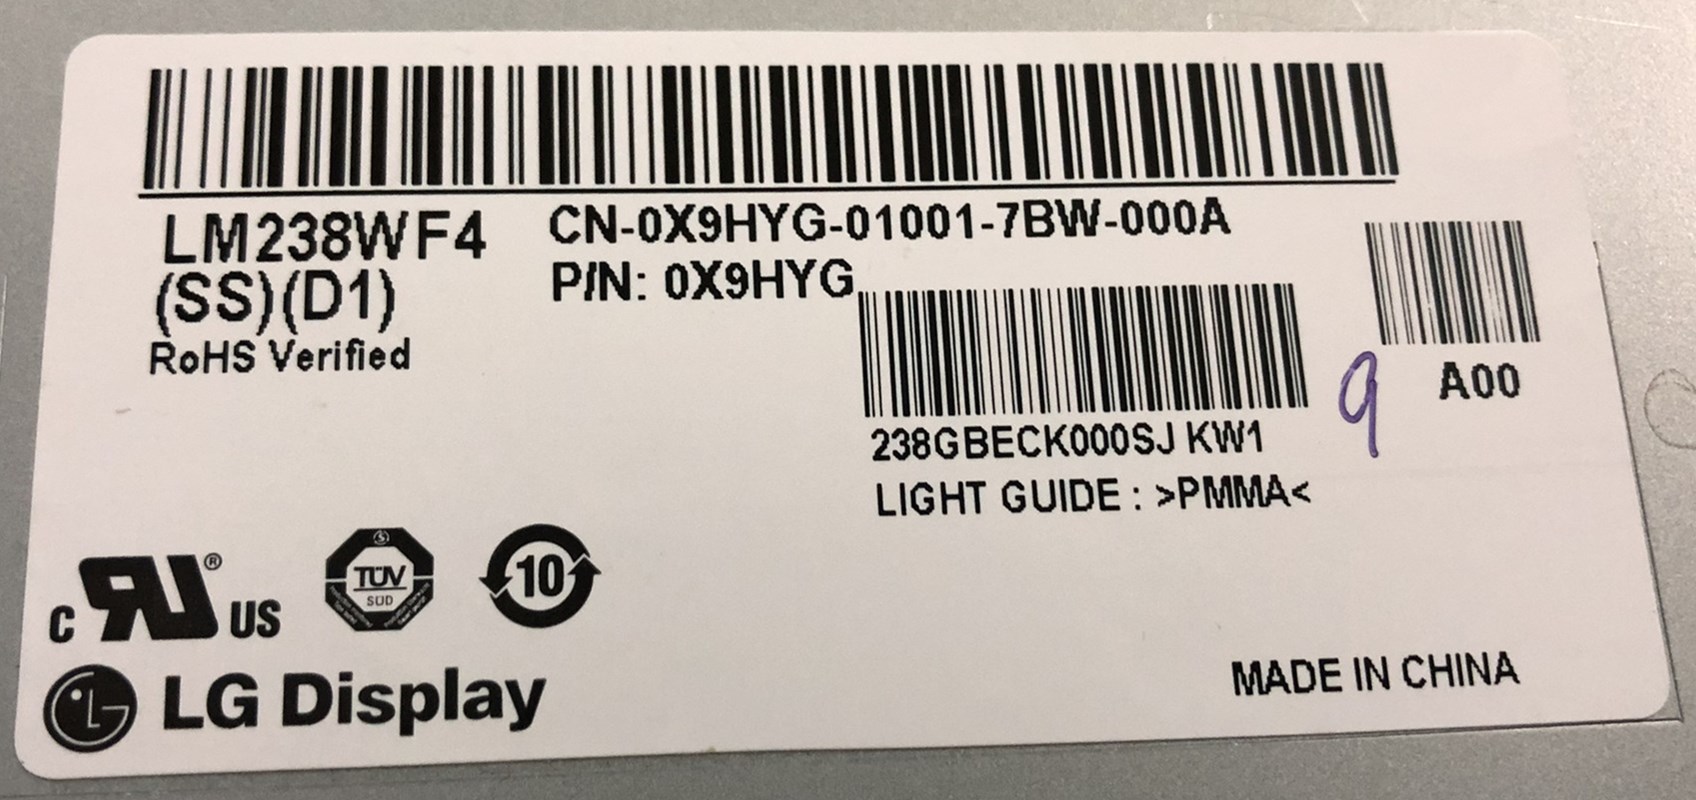 LM238WF4
(SS)(D1)
RoHS Verified
CN-0X9HYG-01001-7BW-000A
P/N: 0X9HYG
A00
9
238GBECK000SJ KW1
LIGHT GUIDE : >PMMA<
c RU ® US
TÜV
SÜD
10
LG Display
MADE IN CHINA